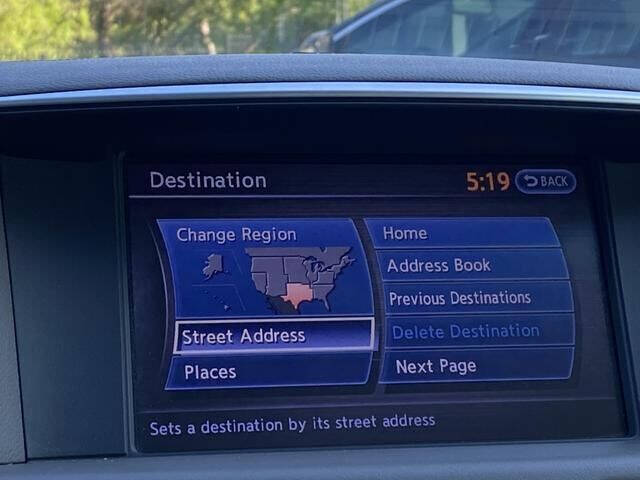 Destination
5:19
BACK
Change Region
Street Address
Places
Home
Address Book
Previous Destinations
Delete Destination
Next Page
Sets a destination by its street address